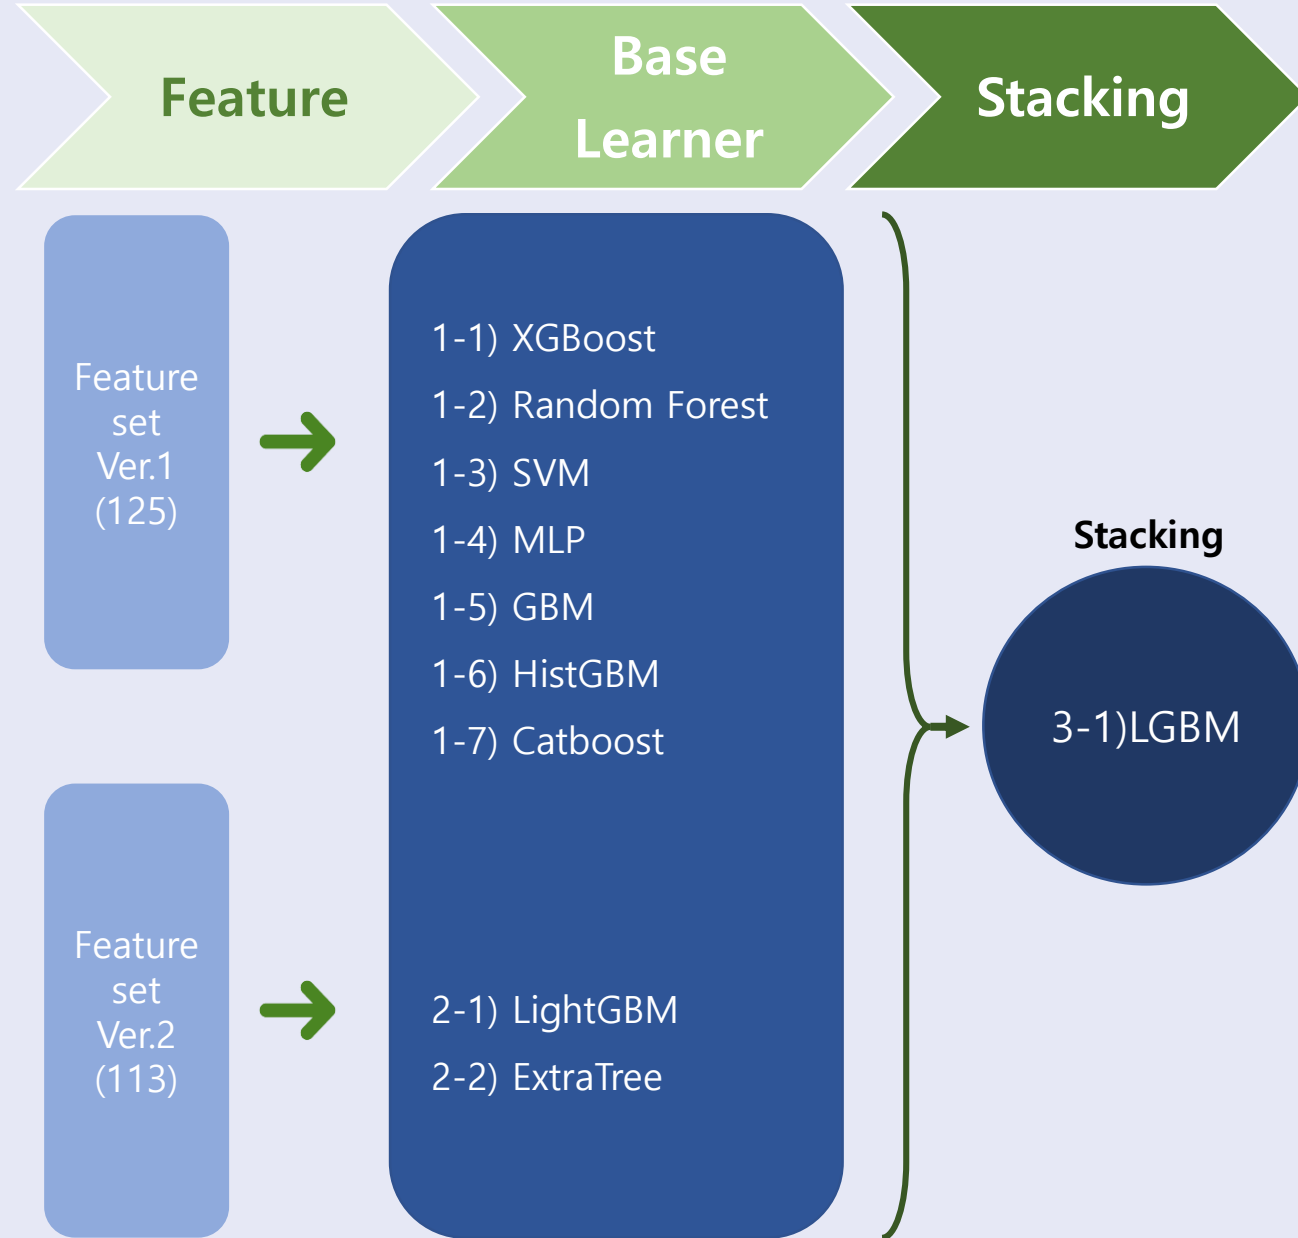 Feature
Base
Learner
Stacking
Feature
set
Ver.1
(125)
1-1) XGBoost
1-2) Random Forest
1-3) SVM
1-4) MLP
1-5) GBM
1-6) HistGBM
1-7) Catboost
Feature
set
Ver.2
(113)
2-1) LightGBM
2-2) ExtraTree
Stacking
3-1)LGBM